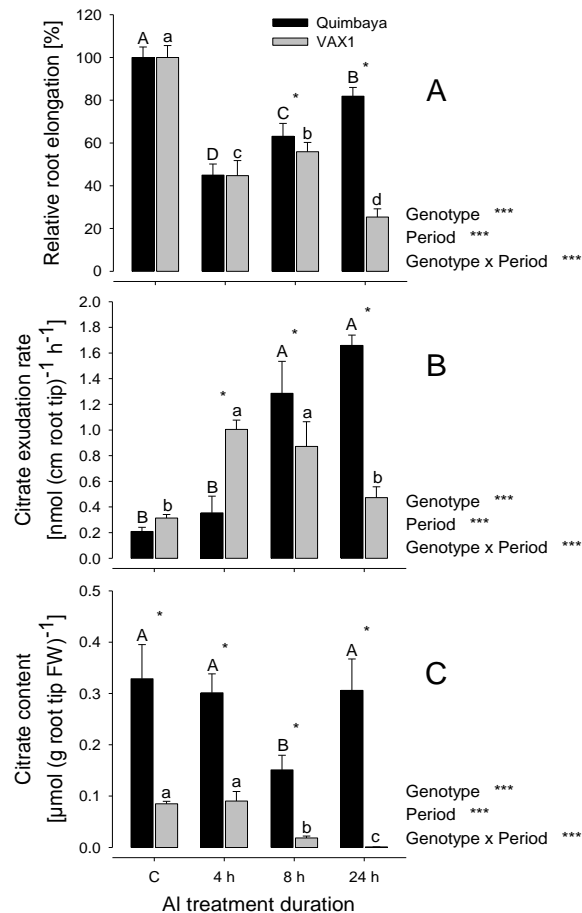 Quimbaya
VAX1
Relative root elongation [%]
120
100
80
60
40
20
0
A a
D c
C b *
B d *
A
Genotype ***
Period ***
Genotype x Period ***
Citrate exudation rate
[nmol (cm root tip)⁻¹ h⁻¹]
2.0
1.8
1.6
1.4
1.2
1.0
0.8
0.6
0.4
0.2
0.0
B b
B a *
A a *
A b *
B
Genotype ***
Period ***
Genotype x Period ***
Citrate content
[µmol (g root tip FW)⁻¹]
0.5
0.4
0.3
0.2
0.1
0.0
A a *
A a *
B b *
A c *
C
Genotype ***
Period ***
Genotype x Period ***
C 4 h 8 h 24 h
Al treatment duration